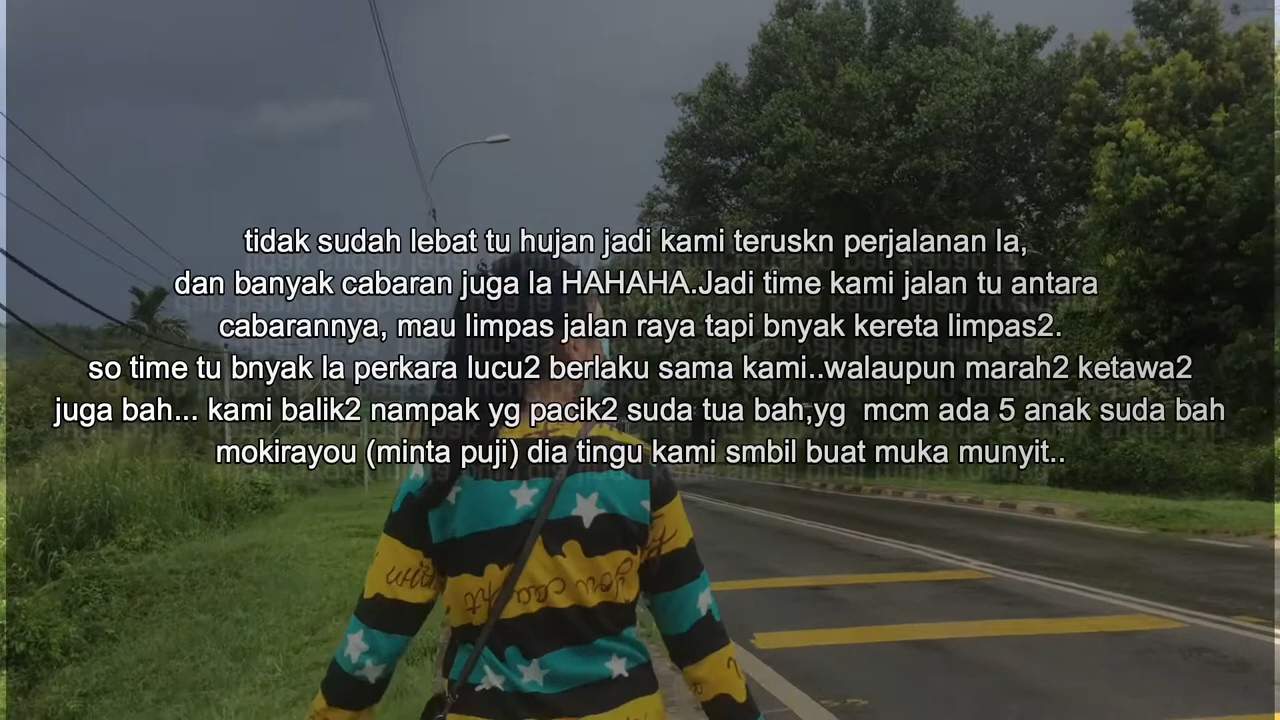 tidak sudah lebat tu hujan jadi kami teruskn perjalanan la,
dan banyak cabaran juga la HAHAHA.Jadi time kami jalan tu antara
cabarannya, mau limpas jalan raya tapi bnyak kereta limpas2.
so time tu bnyak la perkara lucu2 berlaku sama kami..walaupun marah2 ketawa2
juga bah... kami balik2 nampak yg pacik2 suda tua bah,yg  mcm ada 5 anak suda bah
mokirayou (minta puji) dia tingu kami smbil buat muka munyit..